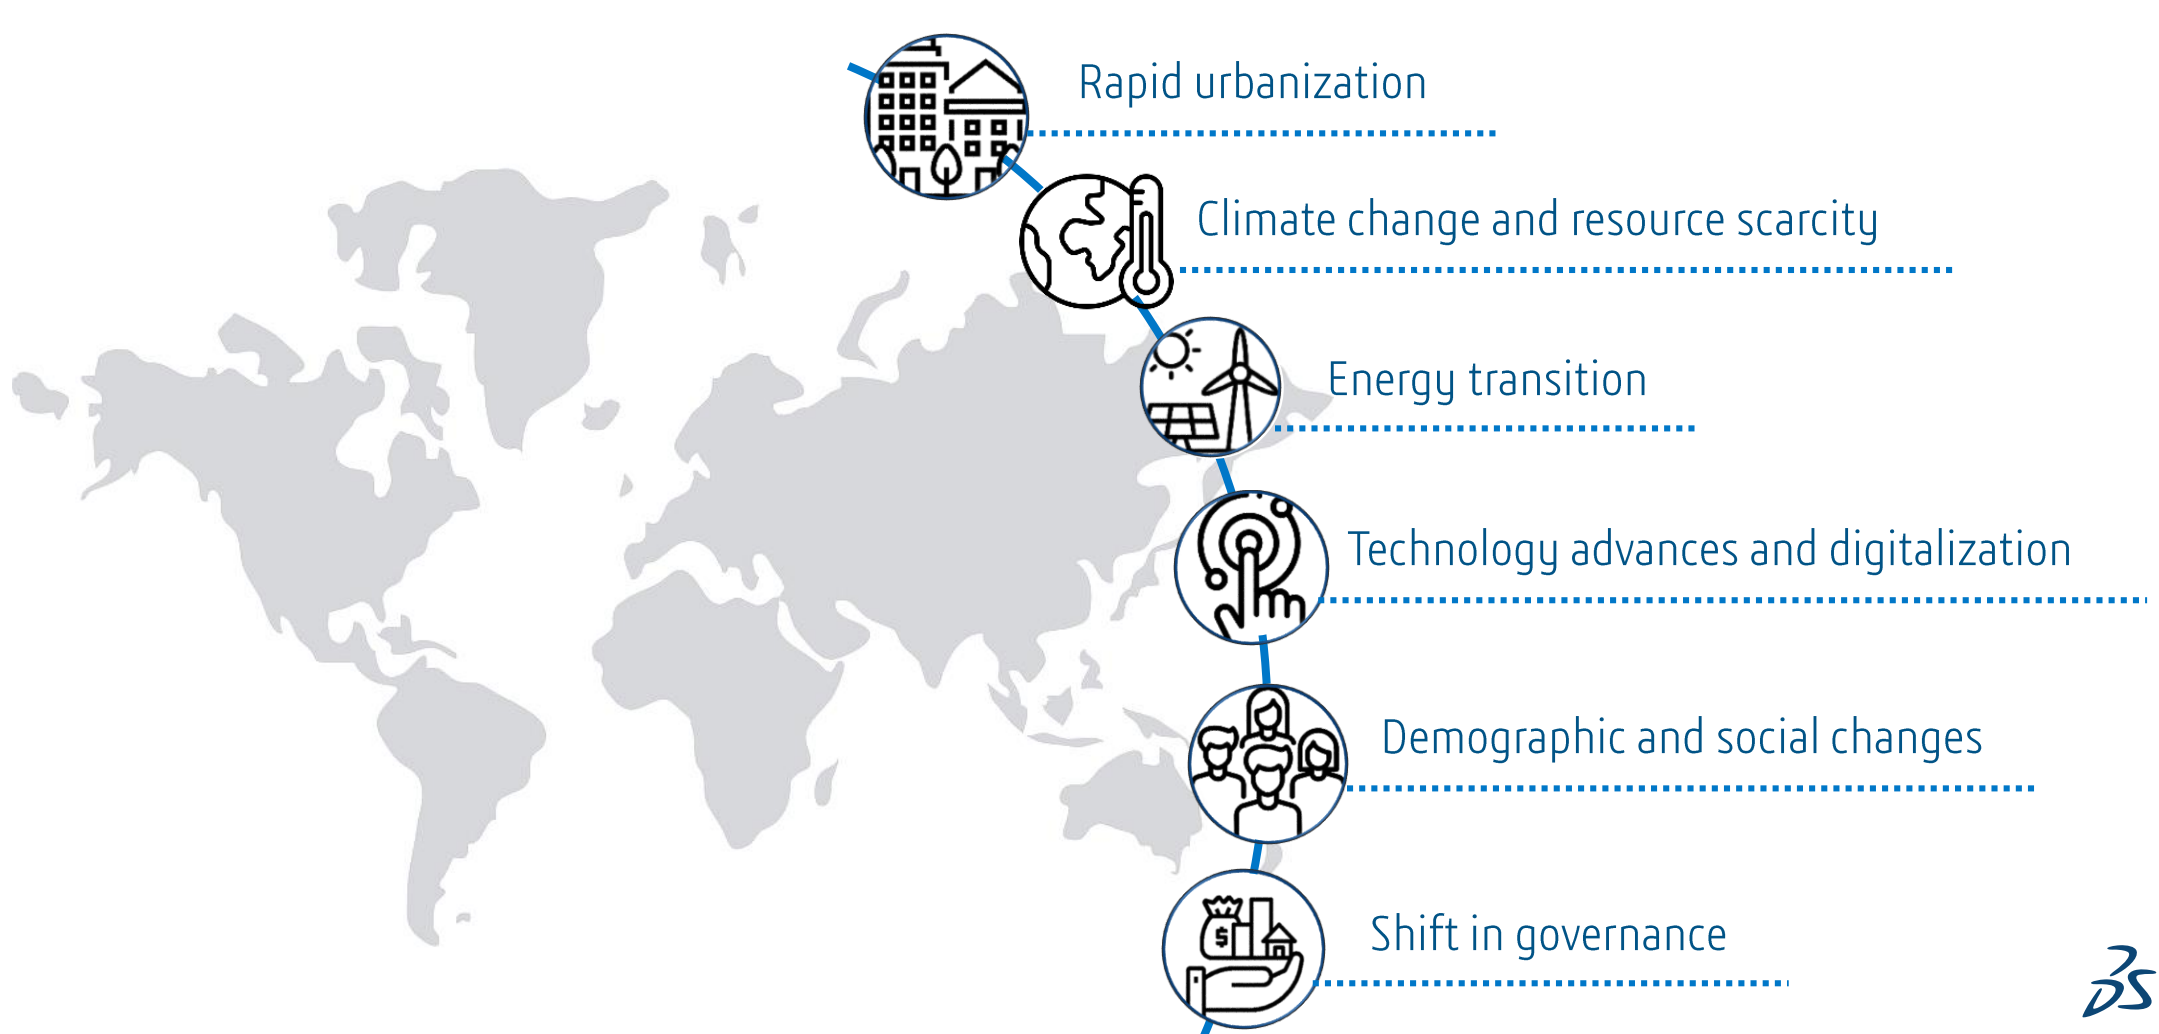 Rapid urbanization
Climate change and resource scarcity
Energy transition
Technology advances and digitalization
Demographic and social changes
$
Shift in governance
3DS